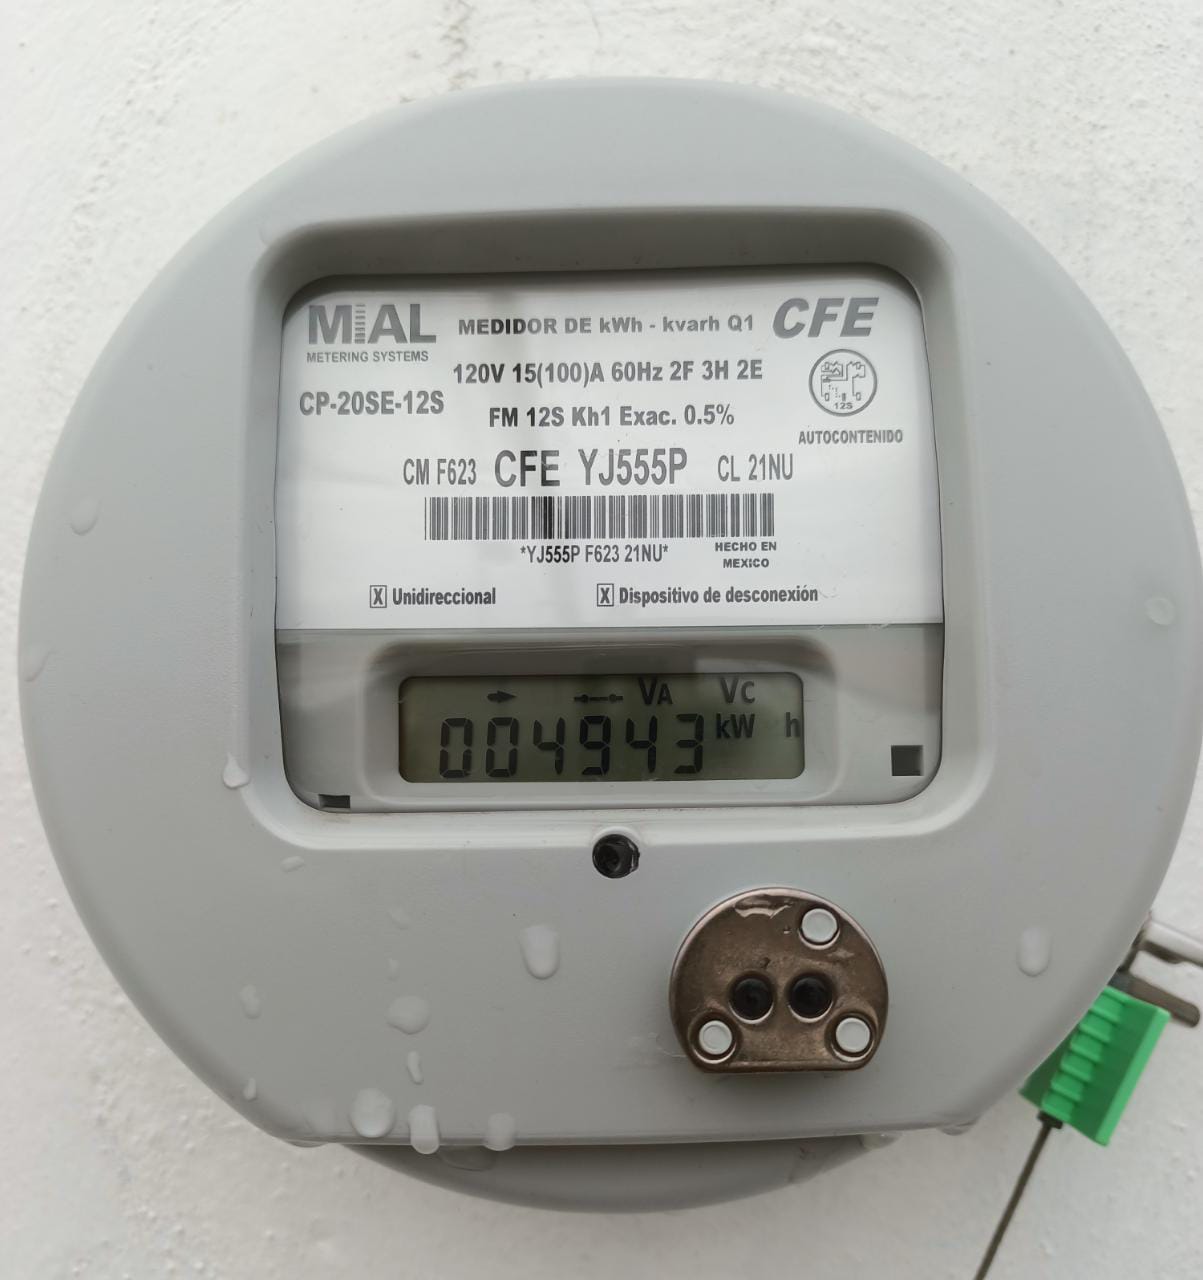 MIAL
METERING SYSTEMS
MEDIDOR DE kWh - kvarh Q1
CFE
120V 15(100)A 60Hz 2F 3H 2E
CP-20SE-12S
FM 12S Kh1 Exac. 0.5%
12S
AUTOCONTENIDO
CM F623 CFE YJ555P CL 21NU
*YJ555P F623 21NU*
HECHO EN
MEXICO
X Unidireccional
X Dispositivo de desconexión
VA VC
004943 kW h